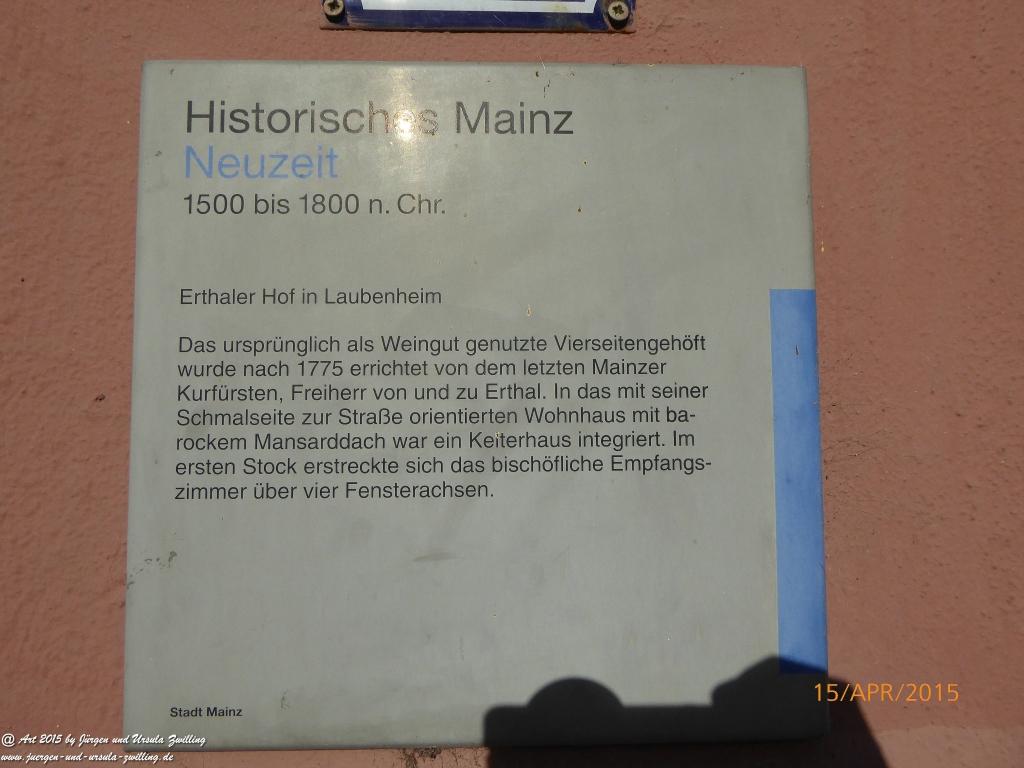 Historisches Mainz
Neuzeit
1500 bis 1800 n. Chr.
Erthaler Hof in Laubenheim
Das ursprünglich als Weingut genutzte Vierseitengehöft
wurde nach 1775 errichtet von dem letzten Mainzer
Kurfürsten, Freiherr von und zu Erthal. In das mit seiner
Schmalseite zur Straße orientierten Wohnhaus mit ba-
rockem Mansarddach war ein Kelterhaus integriert. Im
ersten Stock erstreckte sich das bischöfliche Empfangs-
zimmer über vier Fensterachsen.
Stadt Mainz
15/APR/2015
@ Art 2015 by Jürgen und Ursula Zwilling
www.juergen-und-ursula-zwilling.de